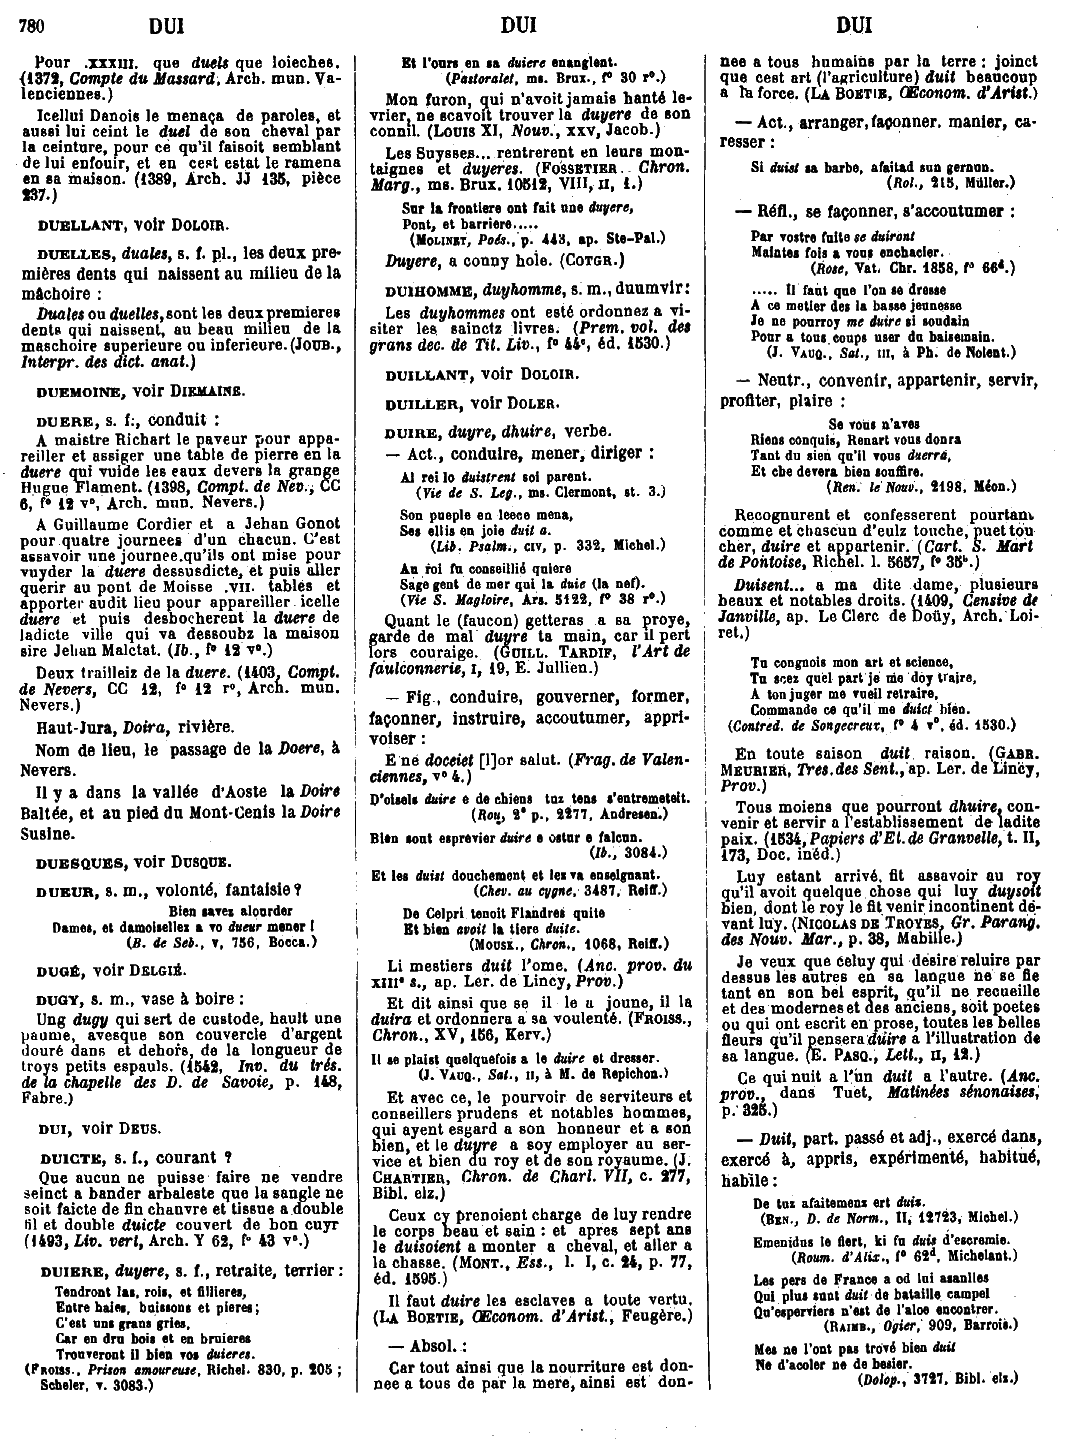 780 DUI DUI DUI
Pour .XXXIII. que duels que loieches.
(1372, Compte du Massard, Arch. mun. Va-
lenciennes.)
Icellui Danois le menaça de paroles, et
aussi lui ceint le duel de son cheval par
la ceinture, pour ce qu'il faisoit semblant
de lui enfouir, et en cest estat le ramena
en sa maison. (1389, Arch. JJ 135, pièce
237.)
DUELLANT, voir DOLOIR.
DUELLES, duales, s. f. pl., les deux pre-
mières dents qui naissent au milieu de la
mâchoire :
Duales ou duelles, sont les deux premieres
dents qui naissent, au beau milieu de la
maschoire superieure ou inferieure. (JOUB.,
Interpr. des dict. anat.)
DUEMOINE, voir DIEMAINE.
DUERE, s. f., conduit :
A maistre Richart le paveur pour appa-
reiller et assiger une table de pierre en la
duere qui vuide les eaux devers la grange
Hugue Flament. (1398, Compt. de Nev., CC
6, f° 12 v°, Arch. mun. Nevers.)
A Guillaume Cordier et a Jehan Gonot
pour quatre journees d'un chacun. C'est
assavoir une journee qu'ils ont mise pour
vuyder la duere dessusdicte, et puis aller
querir au pont de Moisse .VII. tables et
apporter audit lieu pour appareiller icelle
duere et puis desbocherent la duere de
ladicte ville qui va dessoubz la maison
sire Jehan Malctat. (Ib., f° 12 v°.)
Deux trailleiz de la duere. (1403, Compt.
de Nevers, CC 12, f° 12 r°, Arch. mun.
Nevers.)
Haut-Jura, Doira, rivière.
Nom de lieu, le passage de la Doere, à
Nevers.
Il y a dans la vallée d'Aoste la Doire
Baltée, et au pied du Mont-Cenis la Doire
Susine.
DUESQUES, voir DUSQUE.
DUEUR, s. m., volonté, fantaisie ?
Bien savez alourder
Dames, et damoiselles a vo dueur mener !
(B. de Seb., V, 756, Bocca.)
DUGÉ, voir DELGIÉ.
DUGY, s. m., vase à boire :
Ung dugy qui sert de custode, hault une
paume, avesque son couvercle d'argent
douré dans et dehors, de la longueur de
troys petits espauls. (1542, Inv. du trés.
de la chapelle des D. de Savoie, p. 148,
Fabre.)
DUI, voir DEUS.
DUICTE, s. f., courant ?
Que aucun ne puisse faire ne vendre
seinct a bander arbaleste que la sangle ne
soit faicte de fin chanvre et tissue a double
fil et double duicte couvert de bon cuyr
(1493, Liv. vert, Arch. Y 62, f° 43 v°.)
DUIERE, duyere, s. f., retraite, terrier :
Tendront las, rois, et fillieres,
Entre haies, buissons et pieres ;
C'est uns grans gries,
Car en dru bois et en bruieres
Trouveront il bien vos duieres.
(FROISS., Prison amoureuse, Richel. 830, p. 205 ;
Scheler, v. 3083.)
Et l'ours en sa duiere enanglent.
(Pastoralet, ms. Brux., f° 30 r°.)
Mon furon, qui n'avoit jamais hanté le-
vrier, ne scavoit trouver la duyere de son
connil. (LOUIS XI, Nouv., XXV, Jacob.)
Les Suysses... rentrerent en leurs mon-
taignes et duyeres. (FOSSETIER. Chron.
Marg., ms. Brux. 10512, VIII, II, 1.)
Sur la frontiere ont fait une duyere,
Pont, et barriere.....
(MOLINET, Poés., p. 443, ap. Ste-Pal.)
Duyere, a conny hole. (COTGR.)
DUIHOMME, duyhomme, s. m., duumvir :
Les duyhommes ont esté ordonnez a vi-
siter les sainctz livres. (Prem. vol. des
grans dec. de Tit. Liv., f° 44°, éd. 1530.)
DUILLANT, voir DOLOIR.
DUILLER, voir DOLER.
DUIRE, duyre, dhuire, verbe.
— Act., conduire, mener, diriger :
Al rei lo duistrent soi parent.
(Vie de S. Leg., ms. Clermont, st. 3.)
Son pueple en leece mena,
Ses ellis en joie duit a.
(Lib. Psalm., CIV, p. 332, Michel.)
Au roi fu conseillié quiere
Sage gent de mer qui la duie (la nef).
(Vie S. Magloire, Ars. 5122, f° 38 r°.)
Quant le (faucon) getteras a sa proye,
garde de mal duyre ta main, car il pert
lors couraige. (GUILL. TARDIF, l'Art de
faulconnerie, I, 19, E. Jullien.)
— Fig., conduire, gouverner, former,
façonner, instruire, accoutumer, appri-
voiser :
E ne doceiet [l]or salut. (Frag. de Valen-
ciennes, v° 4.)
D'oisels duire e de chiens tuz tens s'entremeteit.
(Rou, 2° p., 2277, Andresen.)
Bien sont esprevier duire e ostur e falcun.
(Ib., 3084.)
Et les duist douchement et les va enseignant.
(Chev. au cygne, 3487, Reiff.)
De Celpri tenoit Flandres quite
Et bien avoit la tiere duite.
(MOUSK., Chron., 1068, Reiff.)
Li mestiers duit l'ome. (Anc. prov. du
XIII° s., ap. Ler. de Lincy, Prov.)
Et dit ainsi que se il le a joune, il la
duira et ordonnera a sa voulenté. (FROISS.,
Chron., XV, 156, Kerv.)
Il se plaist quelquefois a le duire et dresser.
(J. VAUQ., Sat., II, à M. de Repichon.)
Et avec ce, le pourvoir de serviteurs et
conseillers prudens et notables hommes,
qui ayent esgard a son honneur et a son
bien, et le duyre a soy employer au ser-
vice et bien du roy et de son royaume. (J.
CHARTIER, Chron. de Charl. VII, c. 277,
Bibl. elz.)
Ceux cy prenoient charge de luy rendre
le corps beau et sain : et apres sept ans
le duisoient a monter a cheval, et aller a
la chasse. (MONT., Ess., l. I, c. 24, p. 77,
éd. 1595.)
Il faut duire les esclaves a toute vertu.
(LA BOETIE, Œconom. d'Arist., Feugère.)
— Absol. :
Car tout ainsi que la nourriture est don-
nee a tous de par la mere, ainsi est don-
nee a tous humains par la terre : joinct
que cest art (l'agriculture) duit beaucoup
a la force. (LA BOETIE, Œconom. d'Arist.)
— Act., arranger, façonner, manier, ca-
resser :
Si duist sa barbe, afaitad sun gernun.
(Rol., 215, Müller.)
— Réfl., se façonner, s'accoutumer :
Par vostre fuite se duiront
Maintes fois a vous enchacier.
(Rose, Vat. Chr. 1858, f° 66d.)
..... Il faut que l'on se dresse
A ce metier des la basse jeunesse
Je ne pourroy me duire si soudain
Pour a tous coups user du baisemain.
(J. VAUQ., Sat., III, à Ph. de Nolent.)
— Neutr., convenir, appartenir, servir,
profiter, plaire :
Se vous n'aves
Riens conquis, Renart vous donra
Tant du sien qu'il vous duerra,
Et che devera bien souffire.
(Ren. le Nouv., 2198, Méon.)
Recognurent et confesserent pourtant
comme et chascun d'eulz touche, puet tou
cher, duire et appartenir. (Cart. S. Mart
de Pontoise, Richel. l. 5657, f° 35b.)
Duisent... a ma dite dame, plusieurs
beaux et notables droits. (1409, Censive de
Janville, ap. Le Clerc de Doüy, Arch. Loi-
ret.)
Tu congnois mon art et science,
Tu scez quel part je me doy traire,
A ton juger me vueil retraire,
Commande ce qu'il me duict bien.
(Contred. de Songecreux, f° 4 v°, éd. 1530.)
En toute saison duit raison. (GABR.
MEURIER, Tres. des Sent., ap. Ler. de Lincy,
Prov.)
Tous moiens que pourront dhuire, con-
venir et servir a l'establissement de ladite
paix. (1534, Papiers d'Et. de Granvelle, t. II,
173, Doc. inéd.)
Luy estant arrivé, fit assavoir au roy
qu'il avoit quelque chose qui luy duysoit
bien, dont le roy le fit venir incontinent de-
vant luy. (NICOLAS DE TROYES, Gr. Parang.
des Nouv. Mar., p. 38, Mabille.)
Je veux que celuy qui desire reluire par
dessus les autres en sa langue ne se fie
tant en son bel esprit, qu'il ne recueille
et des modernes et des anciens, soit poetes
ou qui ont escrit en prose, toutes les belles
fleurs qu'il pensera duire a l'illustration de
sa langue. (E. PASQ., Lett., II, 12.)
Ce qui nuit a l'un duit a l'autre. (Anc.
prov., dans Tuet, Matinées sénonaises,
p. 325.)
— Duit, part. passé et adj., exercé dans,
exercé à, appris, expérimenté, habitué,
habile :
De tuz afaitemenz ert duiz.
(BEN., D. de Norm., II, 12723, Michel.)
Emenidus le fiert, ki fu duis d'escremie.
(Roum. d'Alix., f° 62d, Michelant.)
Les pers de France a od lui asanlles
Qui plus sunt duit de bataille campel
Qu'esperviers n'est de l'aloe encontrer.
(RAIMB., Ogier, 909, Barrois.)
Mes ne l'ont pas trové bien duit
Ne d'acoler ne de besier.
(Dolop., 3727, Bibl. elz.)